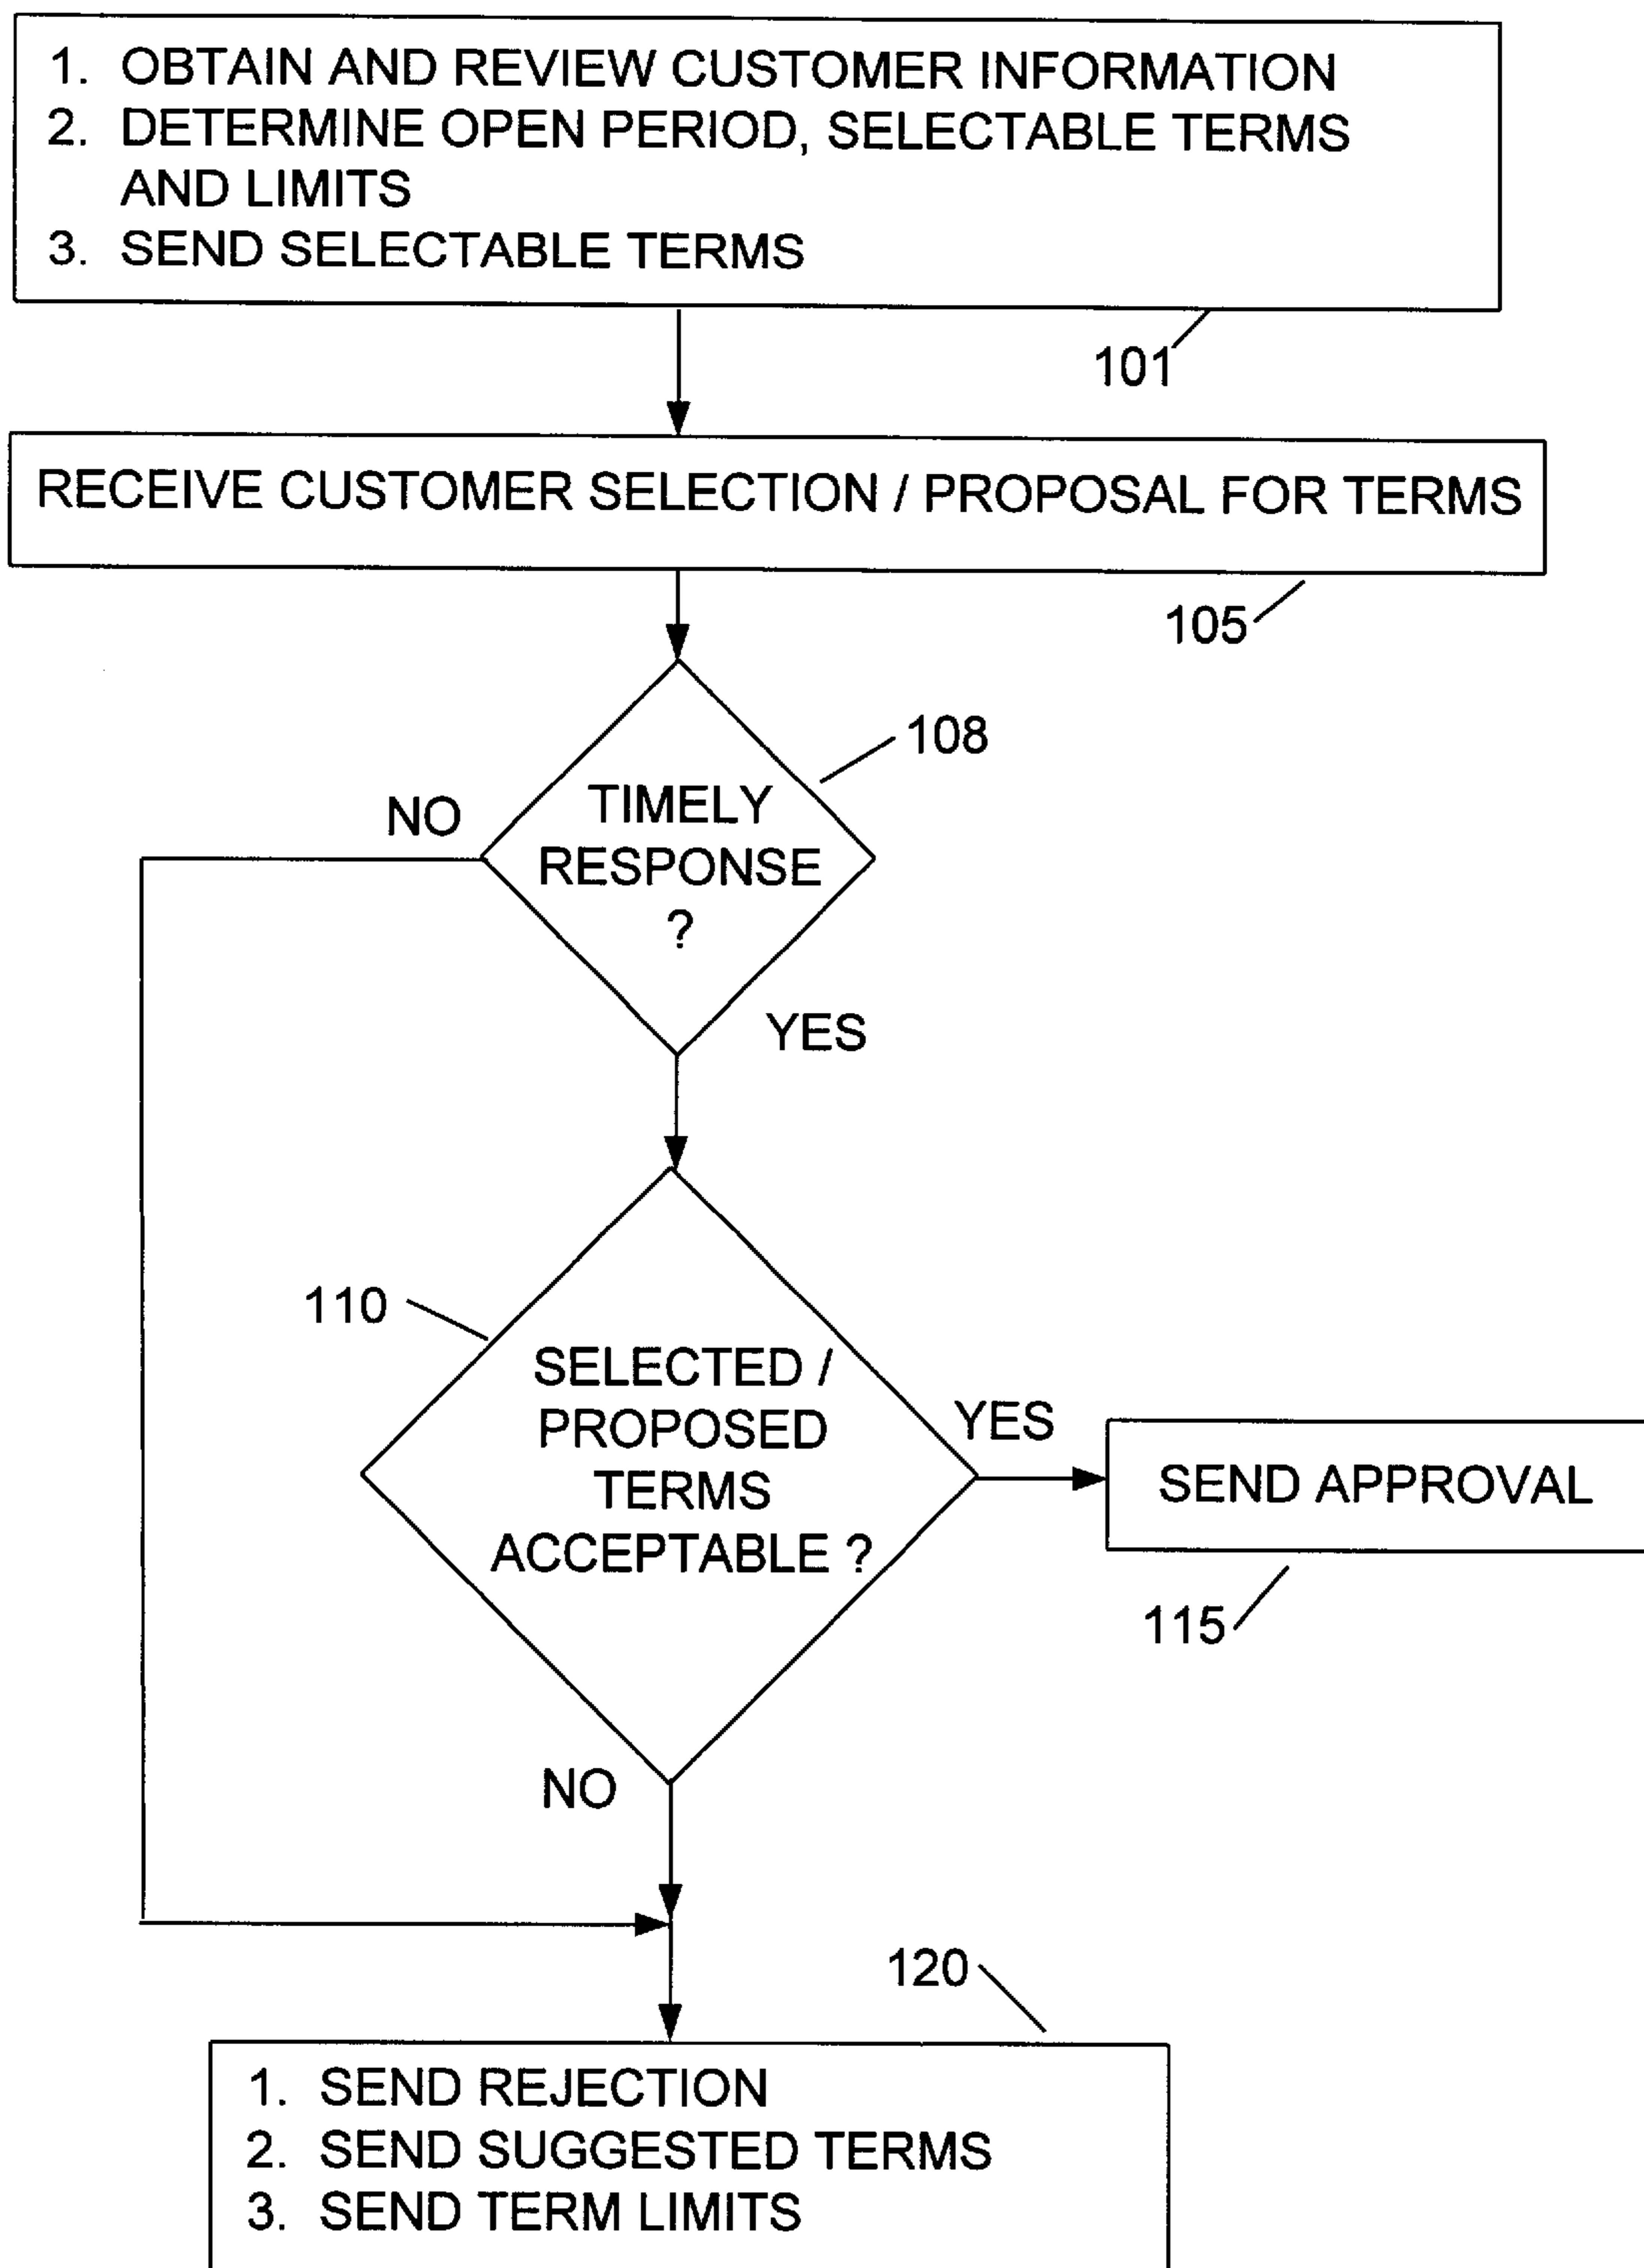 1. OBTAIN AND REVIEW CUSTOMER INFORMATION
2. DETERMINE OPEN PERIOD, SELECTABLE TERMS
AND LIMITS
3. SEND SELECTABLE TERMS
101
RECEIVE CUSTOMER SELECTION / PROPOSAL FOR TERMS
105
108
NO
TIMELY
RESPONSE
?
YES
110
SELECTED /
PROPOSED
TERMS
ACCEPTABLE ?
YES
SEND APPROVAL
115
NO
120
1. SEND REJECTION
2. SEND SUGGESTED TERMS
3. SEND TERM LIMITS